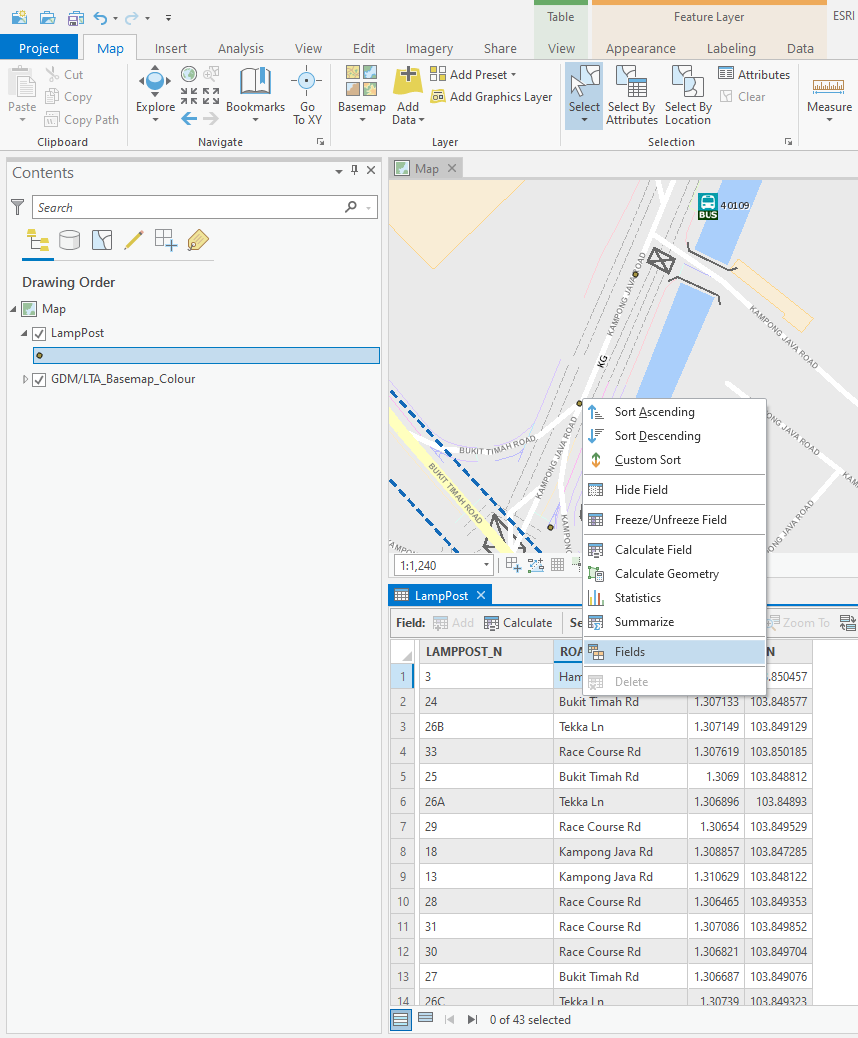 Table
Feature Layer
ESRI
Project
Map
Insert
Analysis
View
Edit
Imagery
Share
View
Appearance
Labeling
Data
Paste
Cut
Copy
Copy Path
Clipboard
Explore
Bookmarks
Go
To XY
Navigate
Basemap
Add
Data
Add Preset
Add Graphics Layer
Layer
Select
Select By
Attributes
Select By
Location
Attributes
Clear
Selection
Measure
Contents
Search
Drawing Order
Map
LampPost
GDM/LTA_Basemap_Colour
Map
BUS
40109
KAMPONG JAVA ROAD
KAMPONG JAVA ROAD
KG
BUKIT TIMAH ROAD
BUKIT TIMAH ROAD
KAMPONG JAVA ROAD
KAMPONG
JAVA ROAD
KAMPONG JAVA ROAD
1:1,240
Sort Ascending
Sort Descending
Custom Sort
Hide Field
Freeze/Unfreeze Field
Calculate Field
Calculate Geometry
Statistics
Summarize
Fields
Delete
LampPost
Field:
Add
Calculate
Se
Zoom To
LAMPPOST_N
ROA
N
1 3 Ham .850457
2 24 Bukit Timah Rd 1.307133 103.848577
3 26B Tekka Ln 1.307149 103.849129
4 33 Race Course Rd 1.307619 103.850185
5 25 Bukit Timah Rd 1.3069 103.848812
6 26A Tekka Ln 1.306896 103.84893
7 29 Race Course Rd 1.30654 103.849529
8 18 Kampong Java Rd 1.308857 103.847285
9 13 Kampong Java Rd 1.310629 103.848122
10 28 Race Course Rd 1.306465 103.849353
11 31 Race Course Rd 1.307086 103.849852
12 30 Race Course Rd 1.306821 103.849704
13 27 Bukit Timah Rd 1.306687 103.849076
14 26C Tekka Ln 1.30739 103.849323
0 of 43 selected